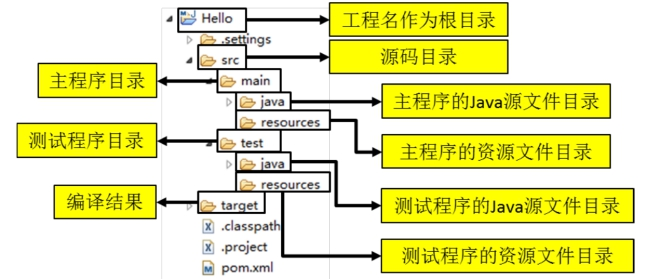 Hello
工程名作为根目录
.settings
src
源码目录
主程序目录
main
java
主程序的Java源文件目录
resources
测试程序目录
test
主程序的资源文件目录
java
resources
编译结果
target
测试程序的Java源文件目录
.classpath
.project
测试程序的资源文件目录
pom.xml